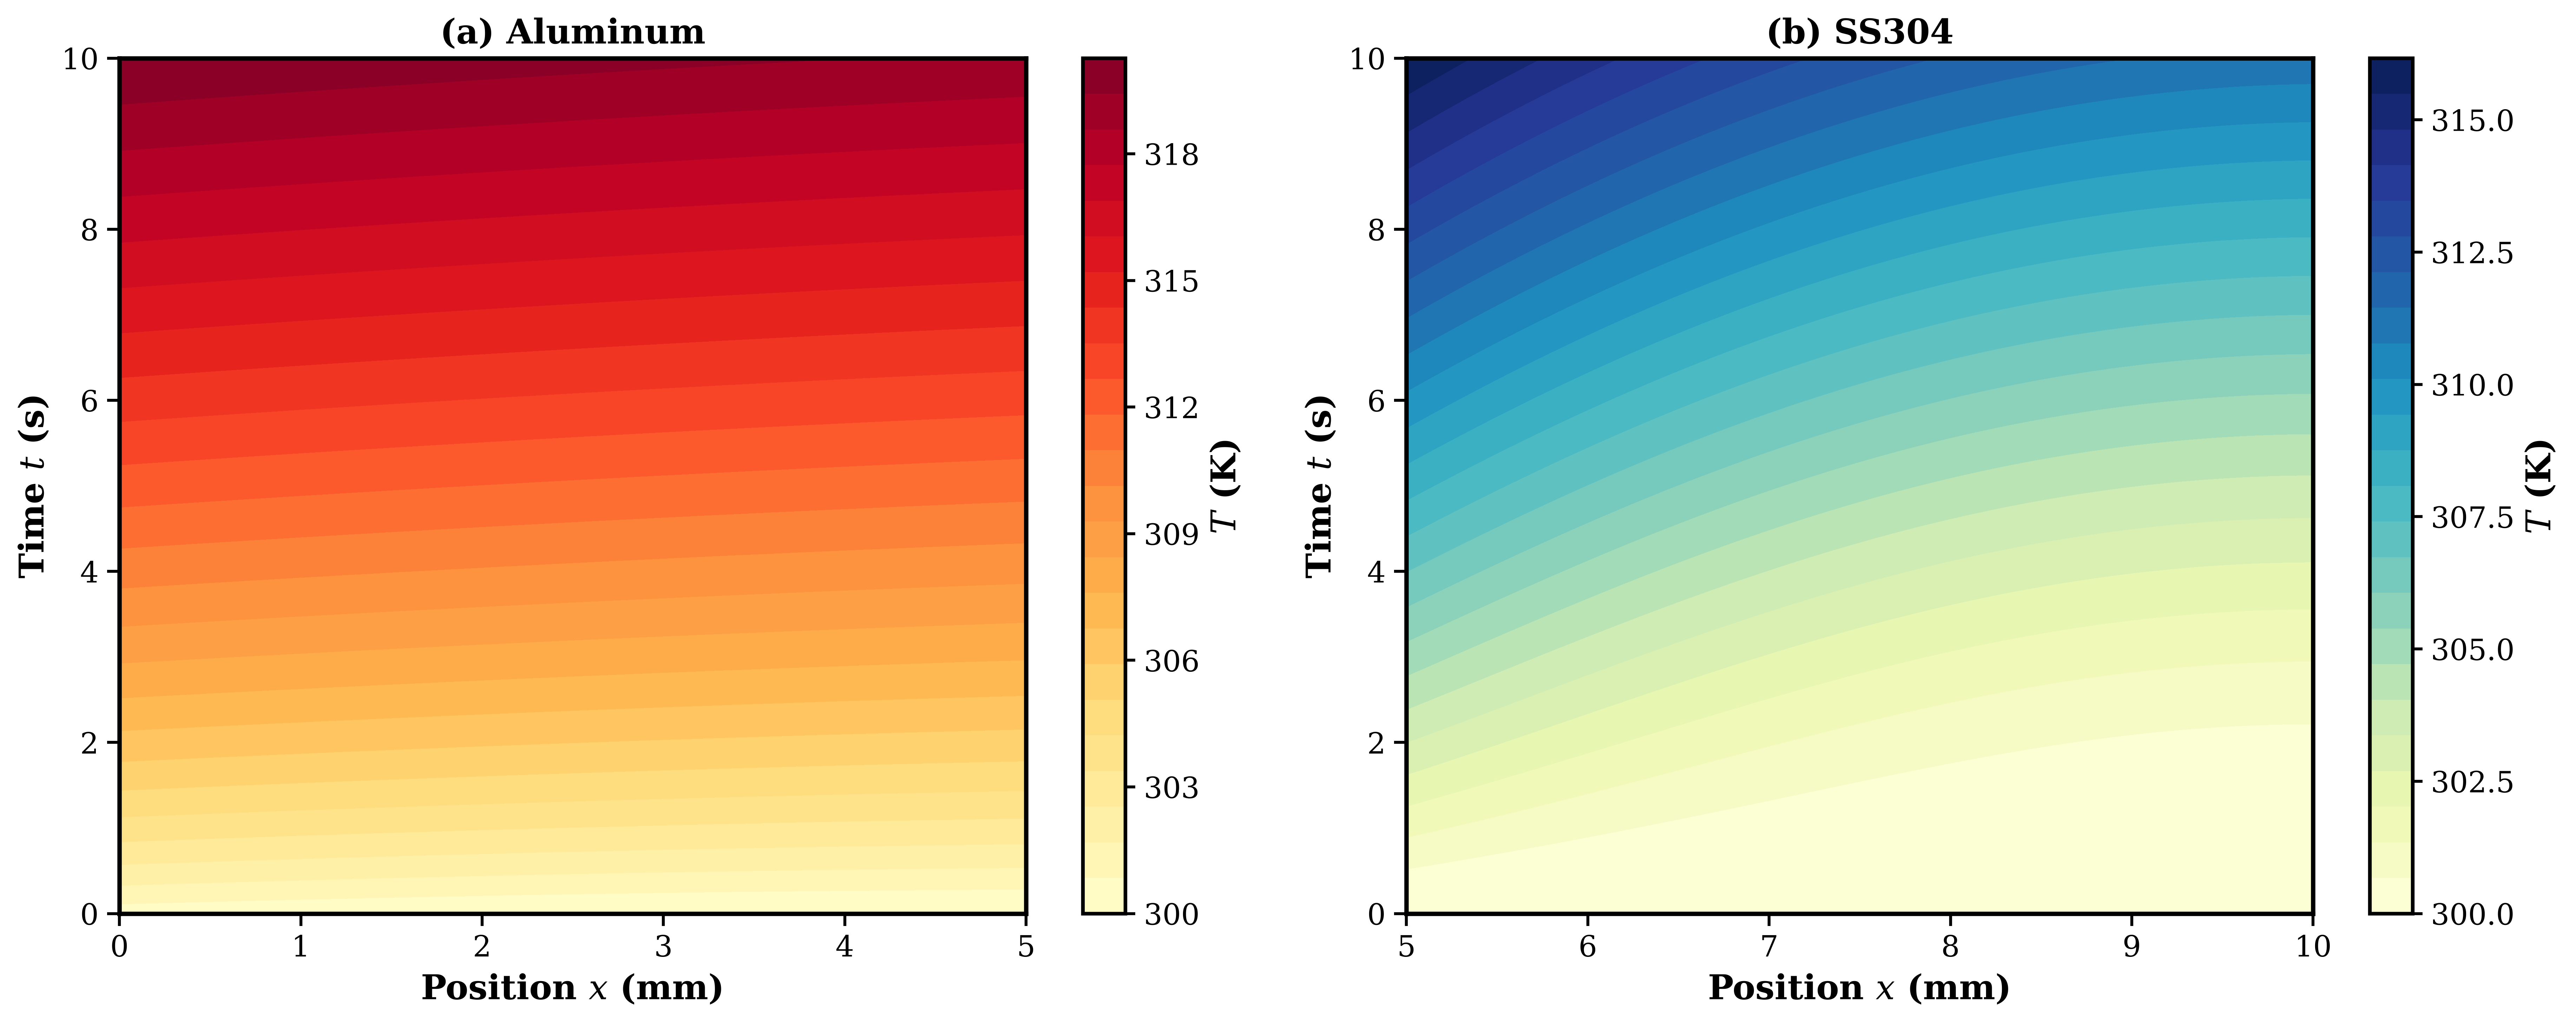 (a) Aluminum
10
8
6
4
2
0
Time t (s)
0 1 2 3 4 5
Position x (mm)
318
315
312
309
306
303
300
T (K)
(b) SS304
10
8
6
4
2
0
Time t (s)
5 6 7 8 9 10
Position x (mm)
315.0
312.5
310.0
307.5
305.0
302.5
300.0
T (K)